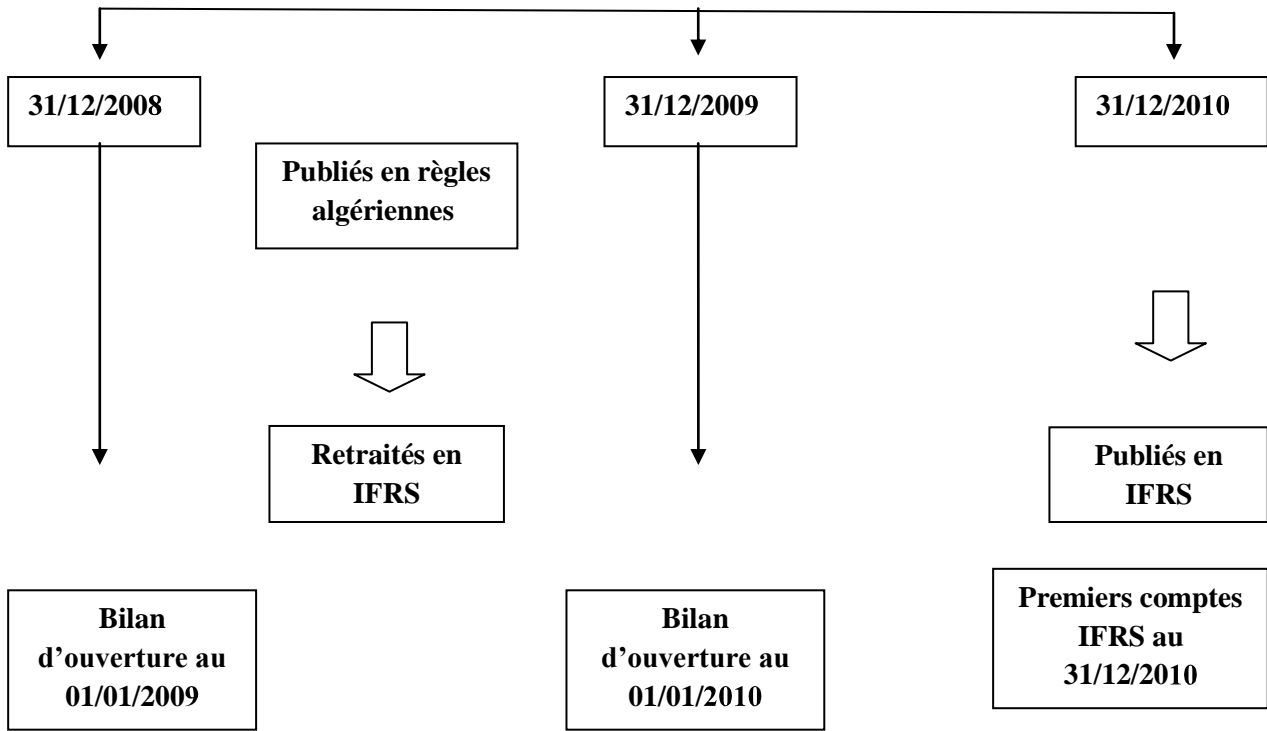 31/12/2008
31/12/2009
31/12/2010
Publiés en règles
algériennes
Retraités en
IFRS
Publiés en
IFRS
Bilan
d’ouverture au
01/01/2009
Bilan
d’ouverture au
01/01/2010
Premiers comptes
IFRS au
31/12/2010